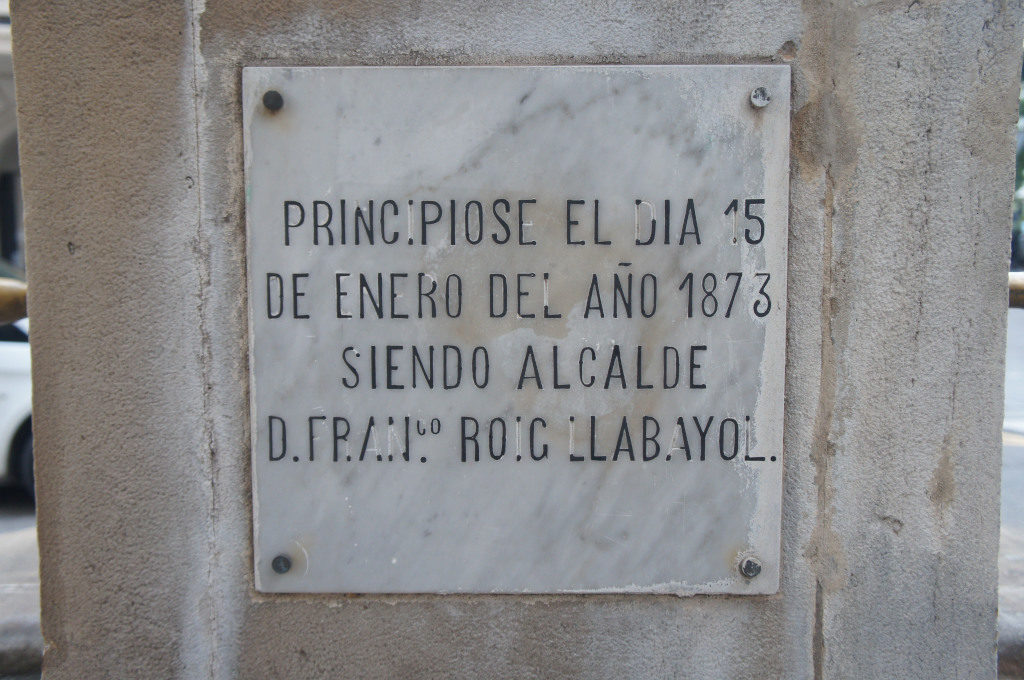 PRINCIPIOSE EL DIA 15
DE ENERO DEL AÑO 1873
SIENDO ALCALDE
D. FRAN.CO ROIG LLABAYOL.